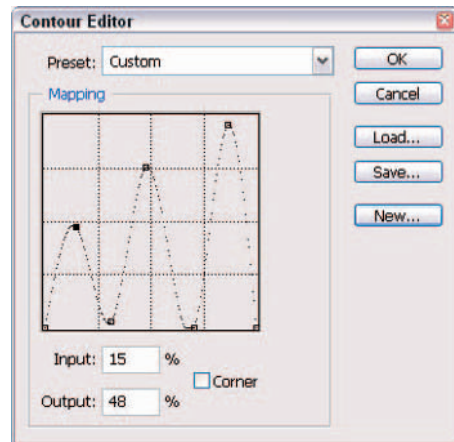 Contour Editor
Preset: Custom
OK
Cancel
Load...
Save...
New...
Mapping
Input: 15 %
Corner
Output: 48 %